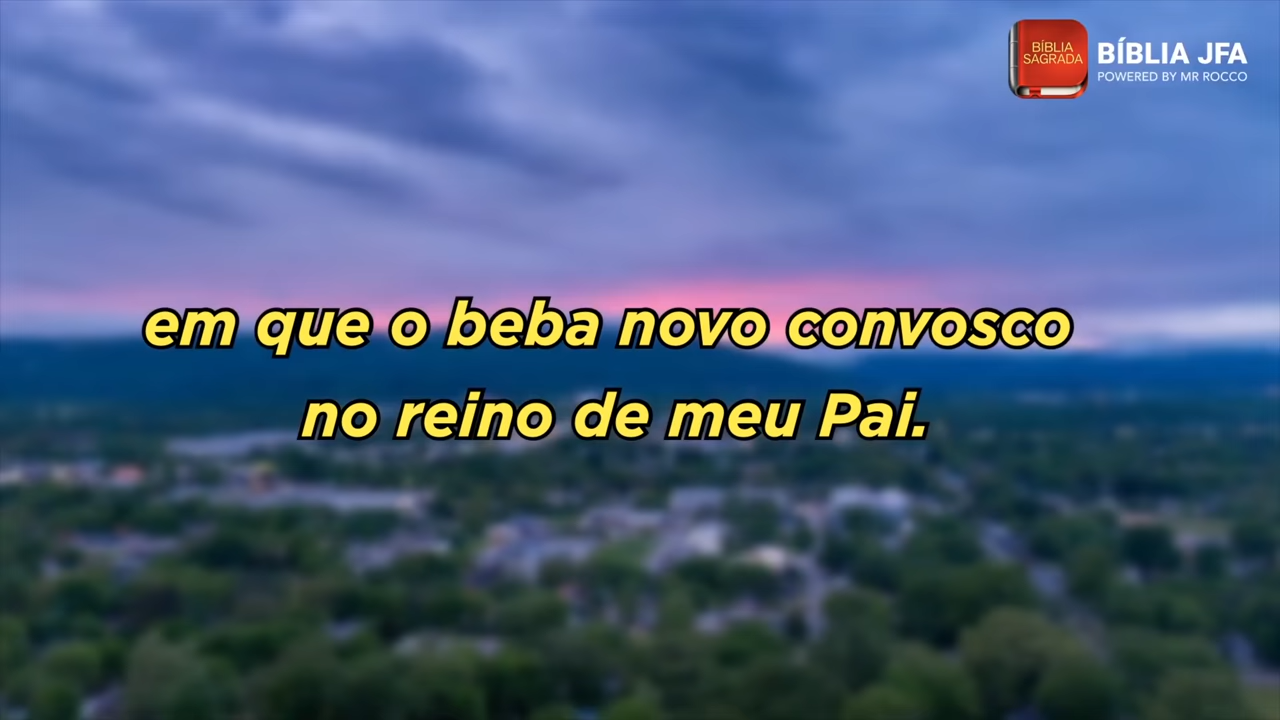 BÍBLIA
SAGRADA
BÍBLIA JFA
POWERED BY MR ROCCO
em que o beba novo convosco
no reino de meu Pai.